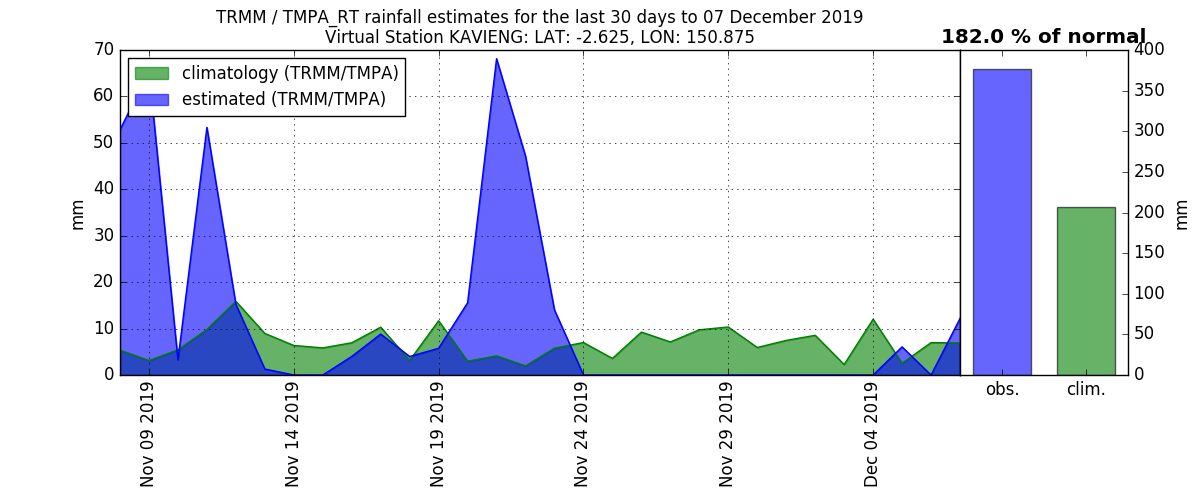 TRMM / TMPA_RT rainfall estimates for the last 30 days to 07 December 2019
Virtual Station KAVIENG: LAT: -2.625, LON: 150.875
182.0 % of normal
climatology (TRMM/TMPA)
estimated (TRMM/TMPA)
70
60
50
40
30
20
10
0
mm
Nov 09 2019
Nov 14 2019
Nov 19 2019
Nov 24 2019
Nov 29 2019
Dec 04 2019
obs.
clim.
400
350
300
250
200
150
100
50
0
mm